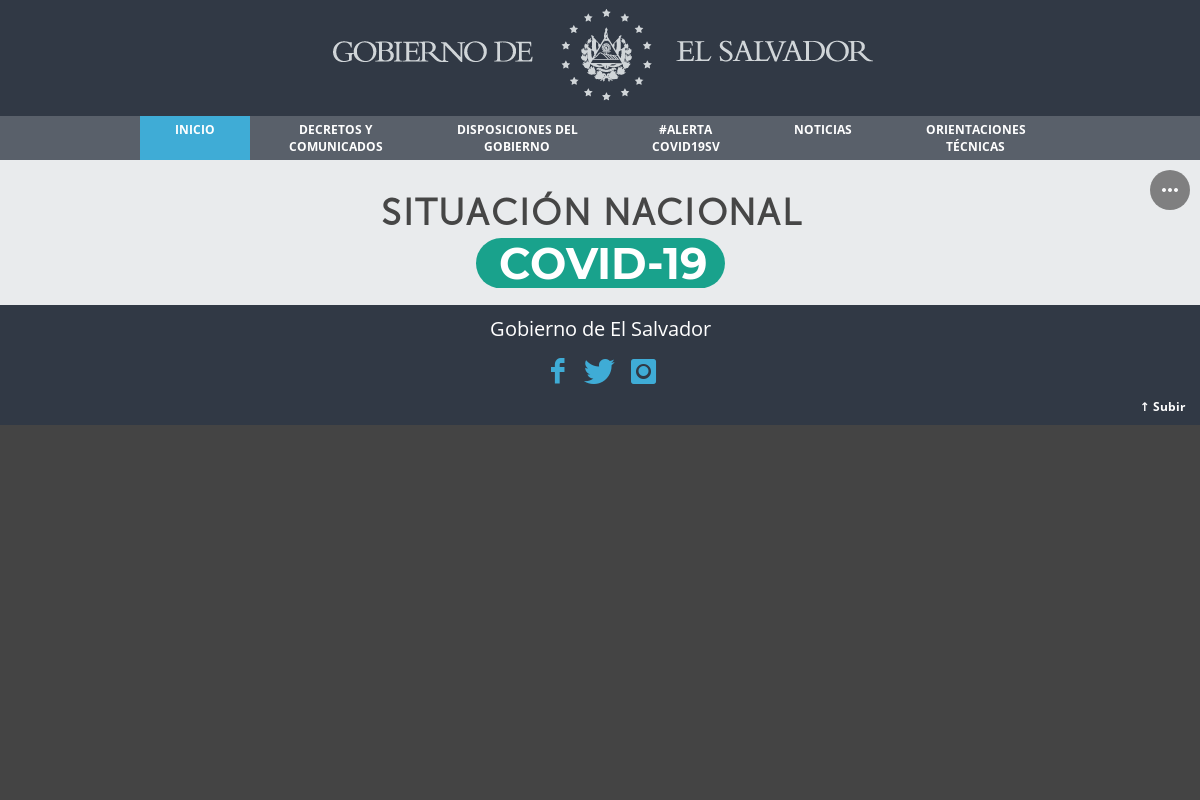 GOBIERNO DE EL SALVADOR
INICIO
DECRETOS Y
COMUNICADOS
DISPOSICIONES DEL
GOBIERNO
#ALERTA
COVID19SV
NOTICIAS
ORIENTACIONES
TÉCNICAS
SITUACIÓN NACIONAL
COVID-19
Gobierno de El Salvador
↑ Subir